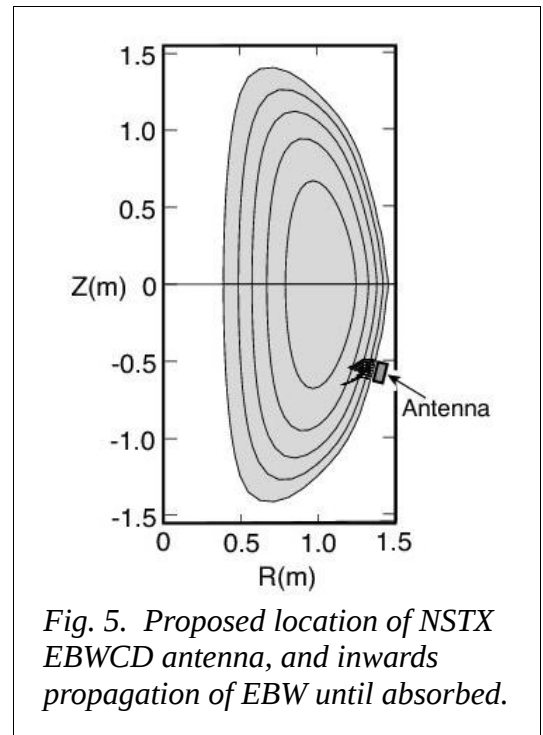 1.5
1.0
0.5
Z(m) 0
-0.5
Antenna
-1.0
-1.5
0 0.5 1.0 1.5
R(m)
Fig. 5. Proposed location of NSTX
EBWCD antenna, and inwards
propagation of EBW until absorbed.